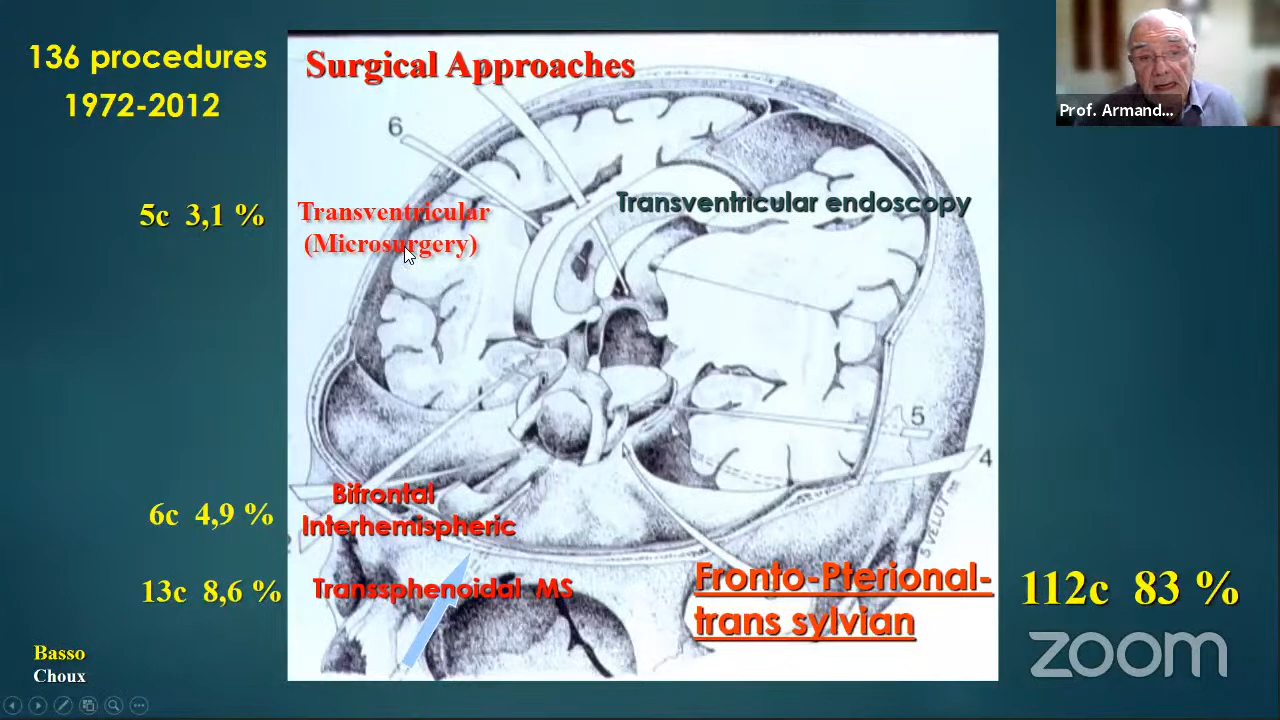 136 procedures
1972-2012
Surgical Approaches
Prof. Armand...
6
5c 3,1 %
Transventricular
(Microsurgery)
Transventricular endoscopy
5
4
6c 4,9 %
Bifrontal
Interhemispheric
S VELUT
13c 8,6 %
Transsphenoidal MS
Fronto-Pterional-
trans sylvian
112c 83 %
Basso
Choux
zoom